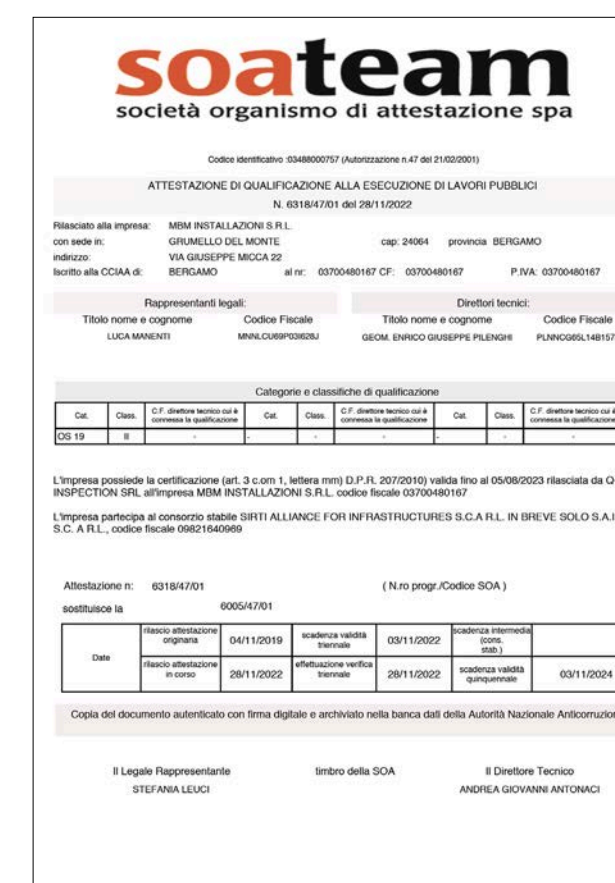 soateam
società organismo di attestazione spa
Codice identificativo :03488000757 (Autorizzazione n.47 del 21/02/2001)
ATTESTAZIONE DI QUALIFICAZIONE ALLA ESECUZIONE DI LAVORI PUBBLICI
N. 6318/47/01 del 28/11/2022
Rilasciato alla impresa: MBM INSTALLAZIONI S.R.L.
con sede in: GRUMELLO DEL MONTE cap: 24064 provincia BERGAMO
indirizzo: VIA GIUSEPPE MICCA 22
Iscritto alla CCIAA di: BERGAMO al nr: 03700480167 CF: 03700480167 P.IVA: 03700480167
Rappresentanti legali: Direttori tecnici:
Titolo nome e cognome Codice Fiscale Titolo nome e cognome Codice Fiscale
LUCA MANENTI MNNLCU69P03I628J GEOM. ENRICO GIUSEPPE PILENGHI PLNNCG65L14B157
Categorie e classifiche di qualificazione
Cat. Class. C.F. direttore tecnico cui è connessa la qualificazione Cat. Class. C.F. direttore tecnico cui è connessa la qualificazione Cat. Class. C.F. direttore tecnico cui è connessa la qualificazione
OS 19 II - - - - - - -
L'impresa possiede la certificazione (art. 3 c.om 1, lettera mm) D.P.R. 207/2010) valida fino al 05/08/2023 rilasciata da Q
INSPECTION SRL all'impresa MBM INSTALLAZIONI S.R.L. codice fiscale 03700480167
L'impresa partecipa al consorzio stabile SIRTI ALLIANCE FOR INFRASTRUCTURES S.C.A R.L. IN BREVE SOLO S.A.I
S.C. A R.L., codice fiscale 09821640969
Attestazione n: 6318/47/01 ( N.ro progr./Codice SOA )
sostituisce la 6005/47/01
Date rilascio attestazione originaria 04/11/2019 scadenza validità triennale 03/11/2022 scadenza intermedia (cons. stab.)
rilascio attestazione in corso 28/11/2022 effettuazione verifica triennale 28/11/2022 scadenza validità quinquennale 03/11/2024
Copia del documento autenticato con firma digitale e archiviato nella banca dati della Autorità Nazionale Anticorruzion
Il Legale Rappresentante timbro della SOA Il Direttore Tecnico
STEFANIA LEUCI ANDREA GIOVANNI ANTONACI